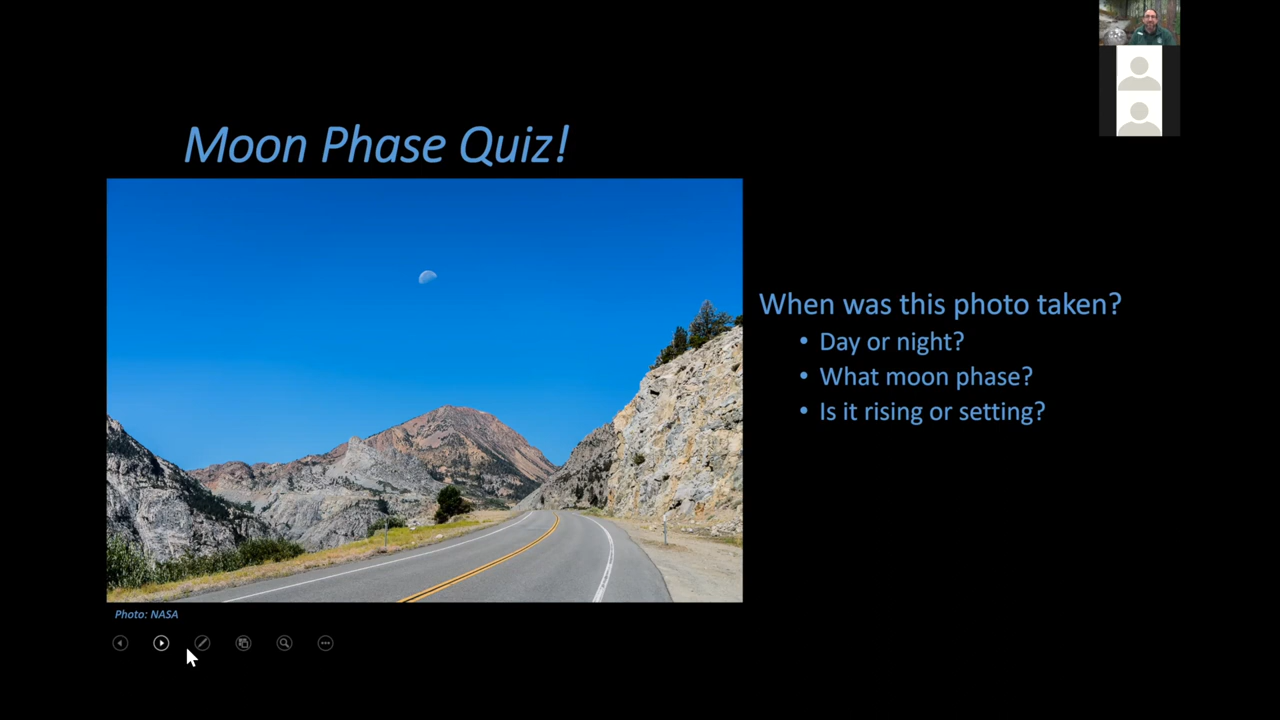 Moon Phase Quiz!
When was this photo taken?
• Day or night?
• What moon phase?
• Is it rising or setting?
Photo: NASA